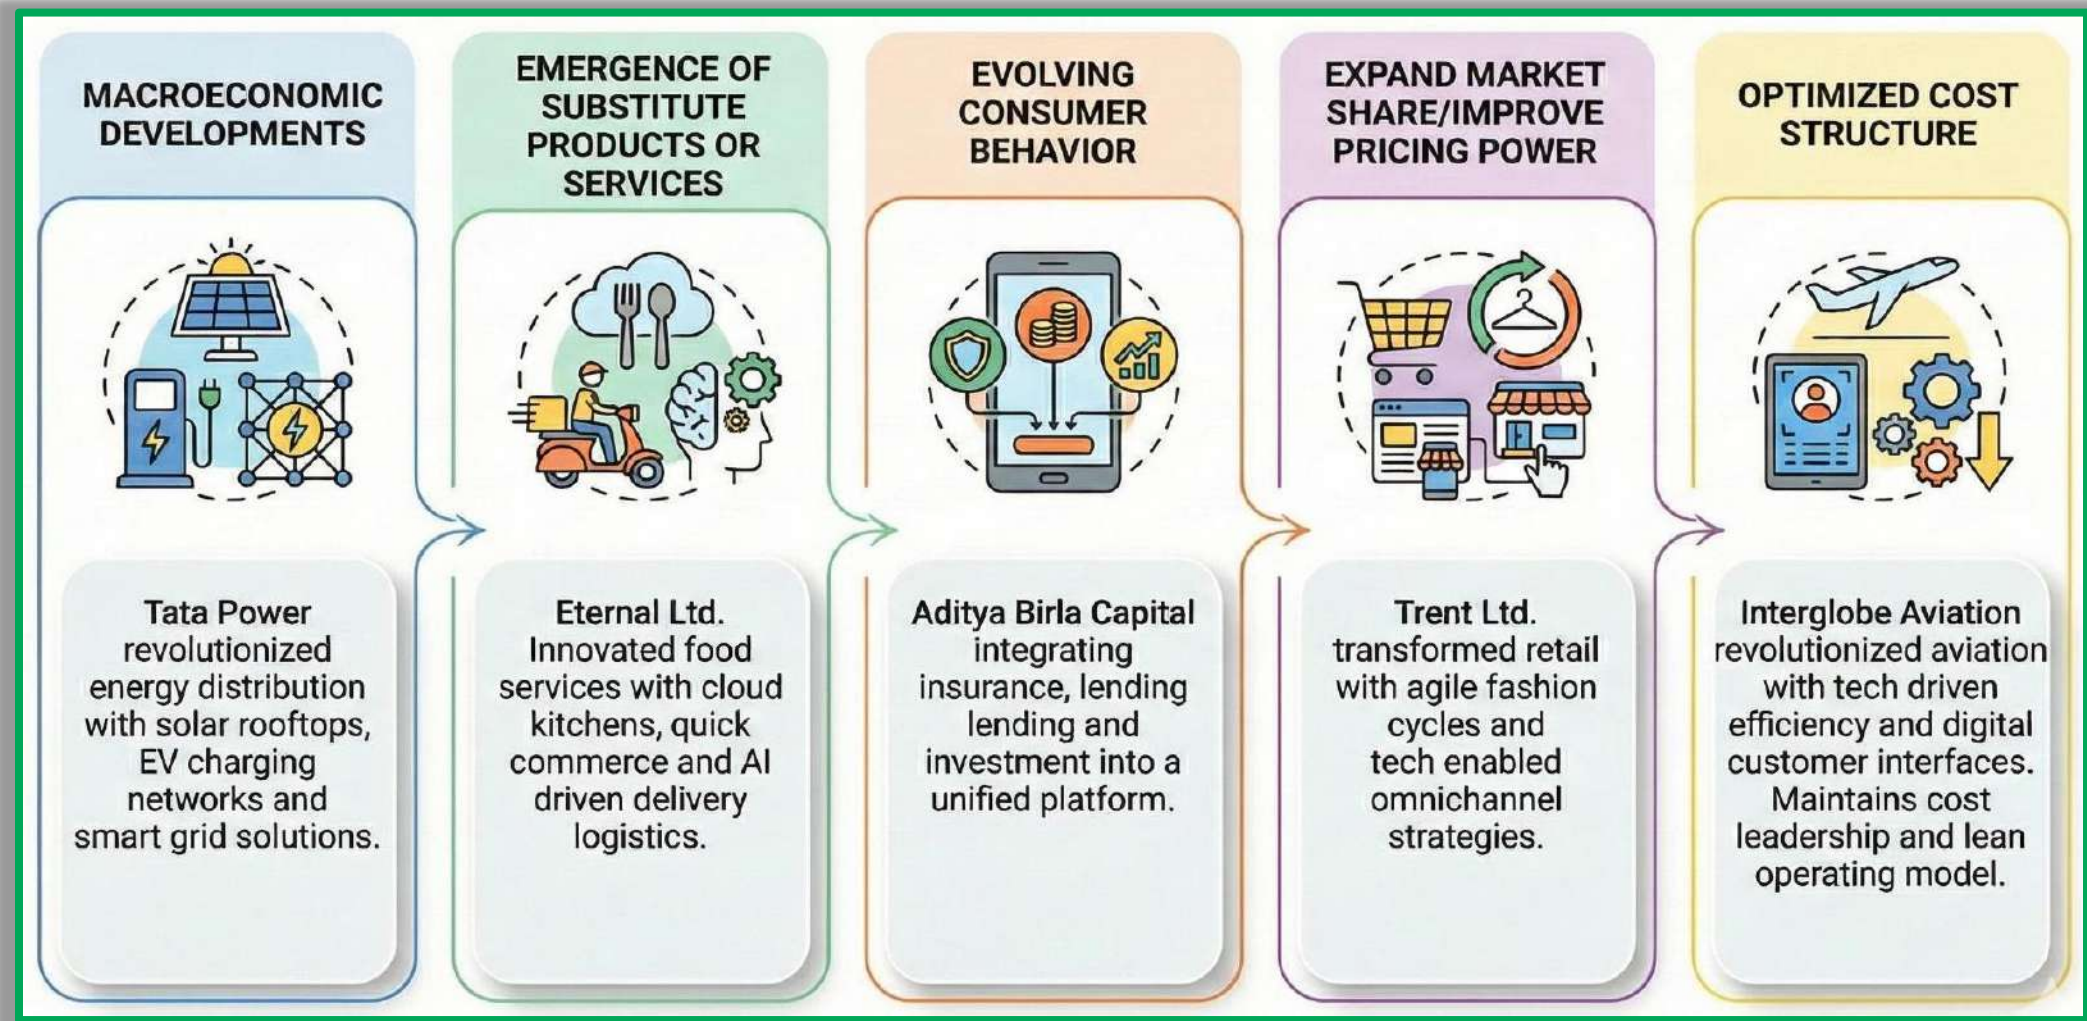 MACROECONOMIC
DEVELOPMENTS
Tata Power
revolutionized
energy distribution
with solar rooftops,
EV charging
networks and
smart grid solutions.
EMERGENCE OF
SUBSTITUTE
PRODUCTS OR
SERVICES
Eternal Ltd.
Innovated food
services with cloud
kitchens, quick
commerce and AI
driven delivery
logistics.
EVOLVING
CONSUMER
BEHAVIOR
Aditya Birla Capital
integrating
insurance, lending
lending and
investment into a
unified platform.
EXPAND MARKET
SHARE/IMPROVE
PRICING POWER
Trent Ltd.
transformed retail
with agile fashion
cycles and
tech enabled
omnichannel
strategies.
OPTIMIZED COST
STRUCTURE
Interglobe Aviation
revolutionized aviation
with tech driven
efficiency and digital
customer interfaces.
Maintains cost
leadership and lean
operating model.